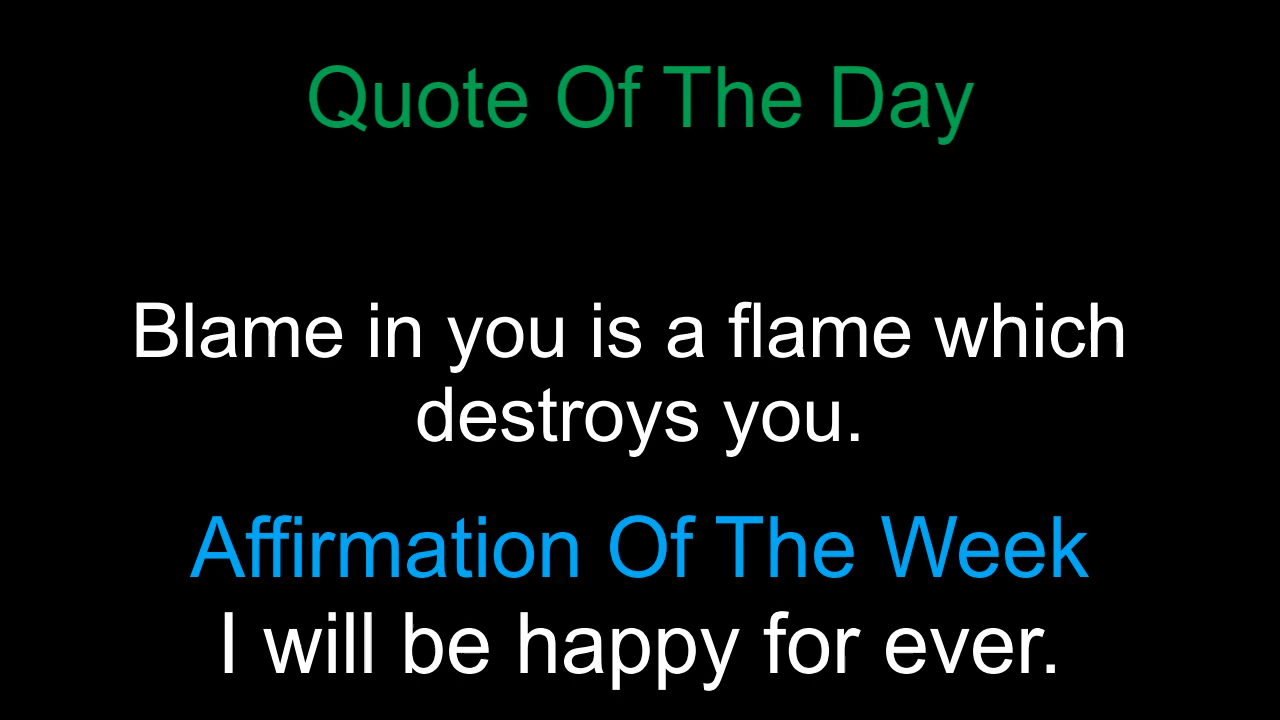 Quote Of The Day
Blame in you is a flame which
destroys you.
Affirmation Of The Week
I will be happy for ever.